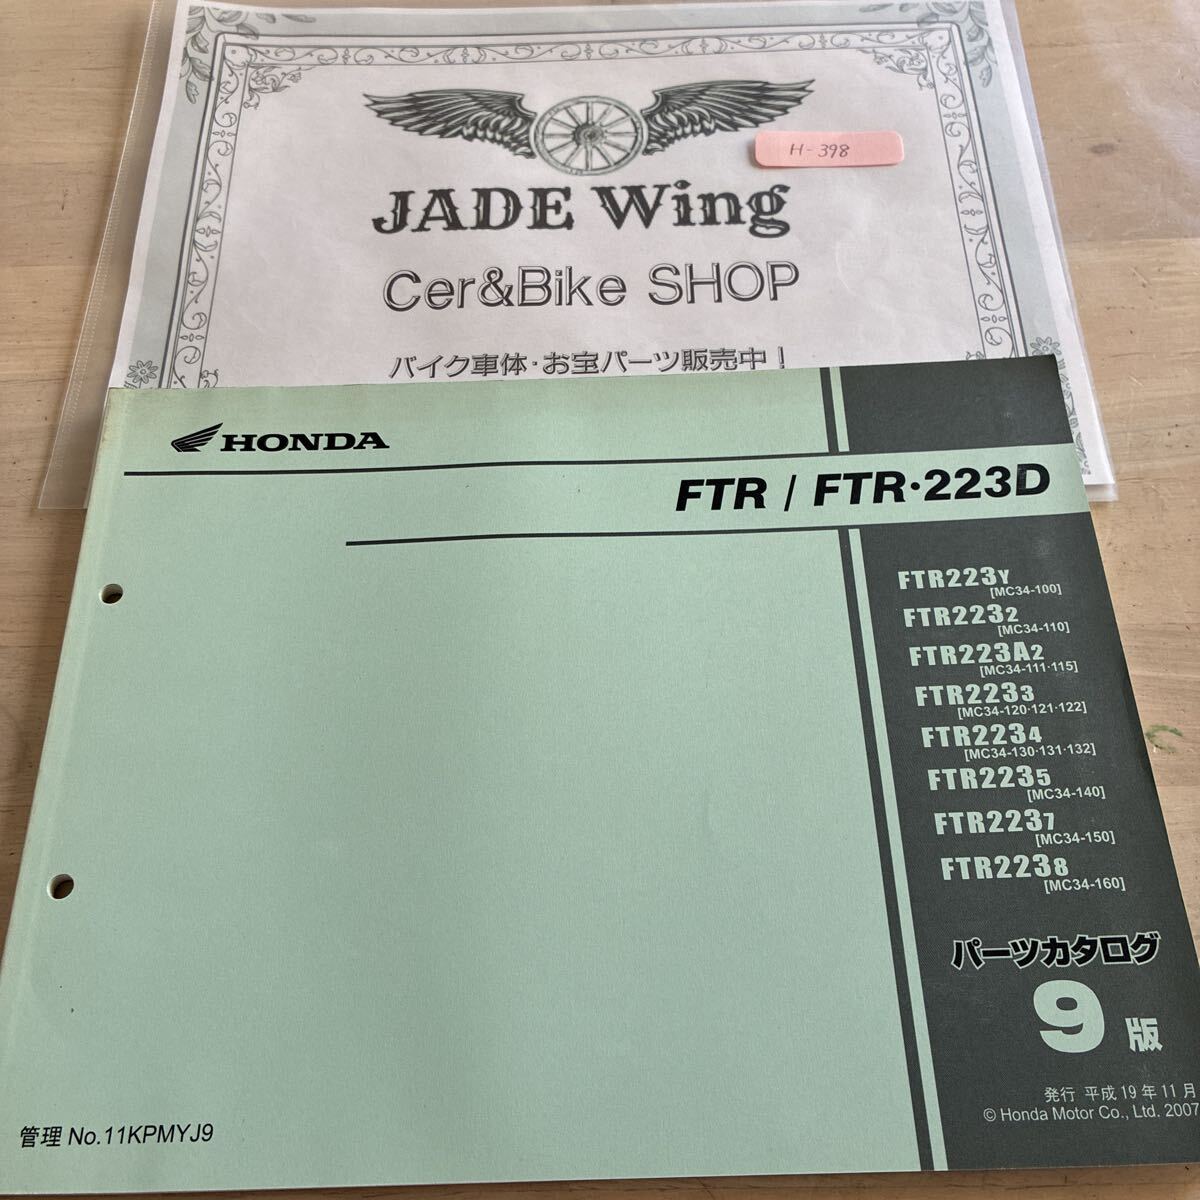 H-398
JADE Wing
Cer&Bike SHOP
バイク車体・お宝パーツ販売中！
HONDA
FTR / FTR·223D
FTR223Y
[MC34-100]
FTR2232
[MC34-110]
FTR223A2
[MC34-111·115]
FTR2233
[MC34-120·121·122]
FTR2234
[MC34-130·131·132]
FTR2235
[MC34-140]
FTR2237
[MC34-150]
FTR2238
[MC34-160]
パーツカタログ
9 版
発行 平成19年11月
© Honda Motor Co., Ltd. 2007
管理 No.11KPMYJ9